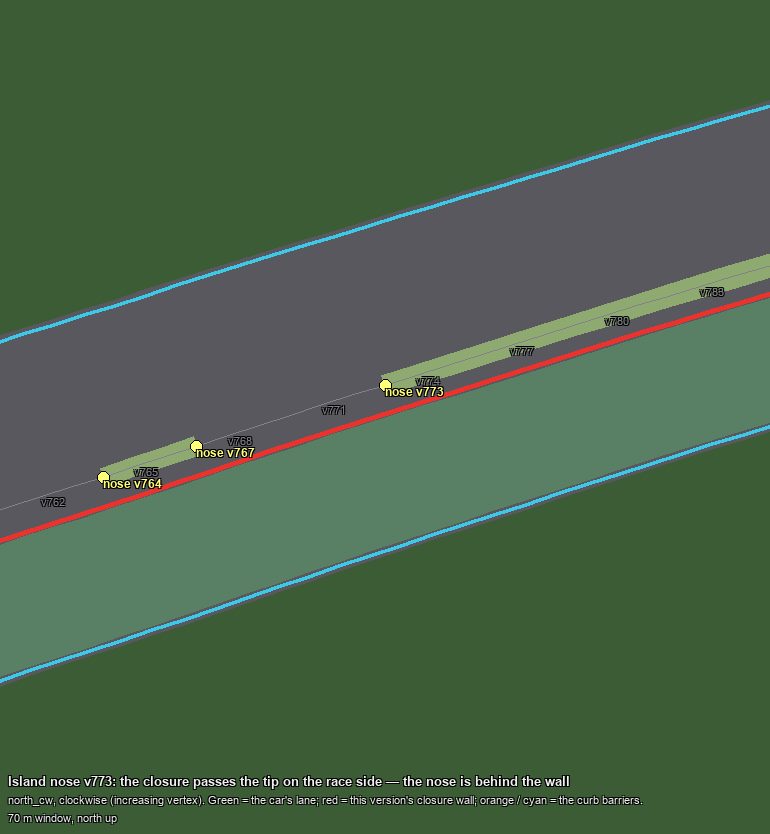 v783
v780
v777
v774
nose v773
v771
v768
nose v767
v765
nose v764
v762
Island nose v773: the closure passes the tip on the race side — the nose is behind the wall
north_cw, clockwise (increasing vertex). Green = the car's lane; red = this version's closure wall; orange / cyan = the curb barriers.
70 m window, north up